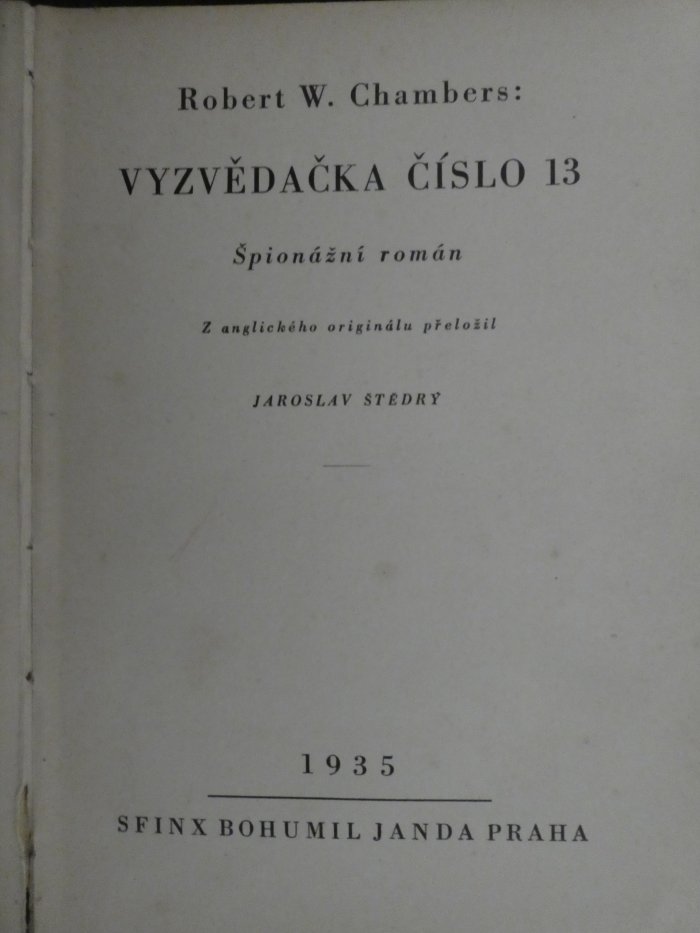 Robert W. Chambers:
VYZVĚDAČKA ČÍSLO 13
Špionážní román
Z anglického originálu přeložil
JAROSLAV ŠTĚDRÝ
1935
SFINX BOHUMIL JANDA PRAHA